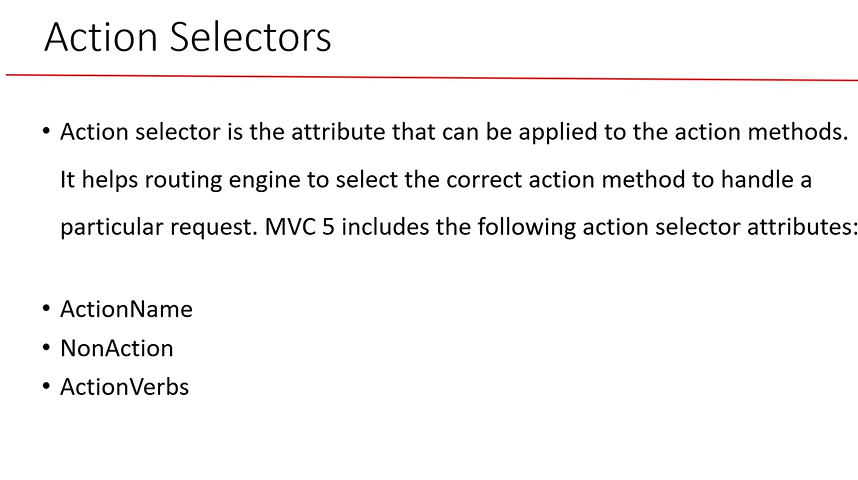 Action Selectors
• Action selector is the attribute that can be applied to the action methods.
It helps routing engine to select the correct action method to handle a
particular request. MVC 5 includes the following action selector attributes:
• ActionName
• NonAction
• ActionVerbs